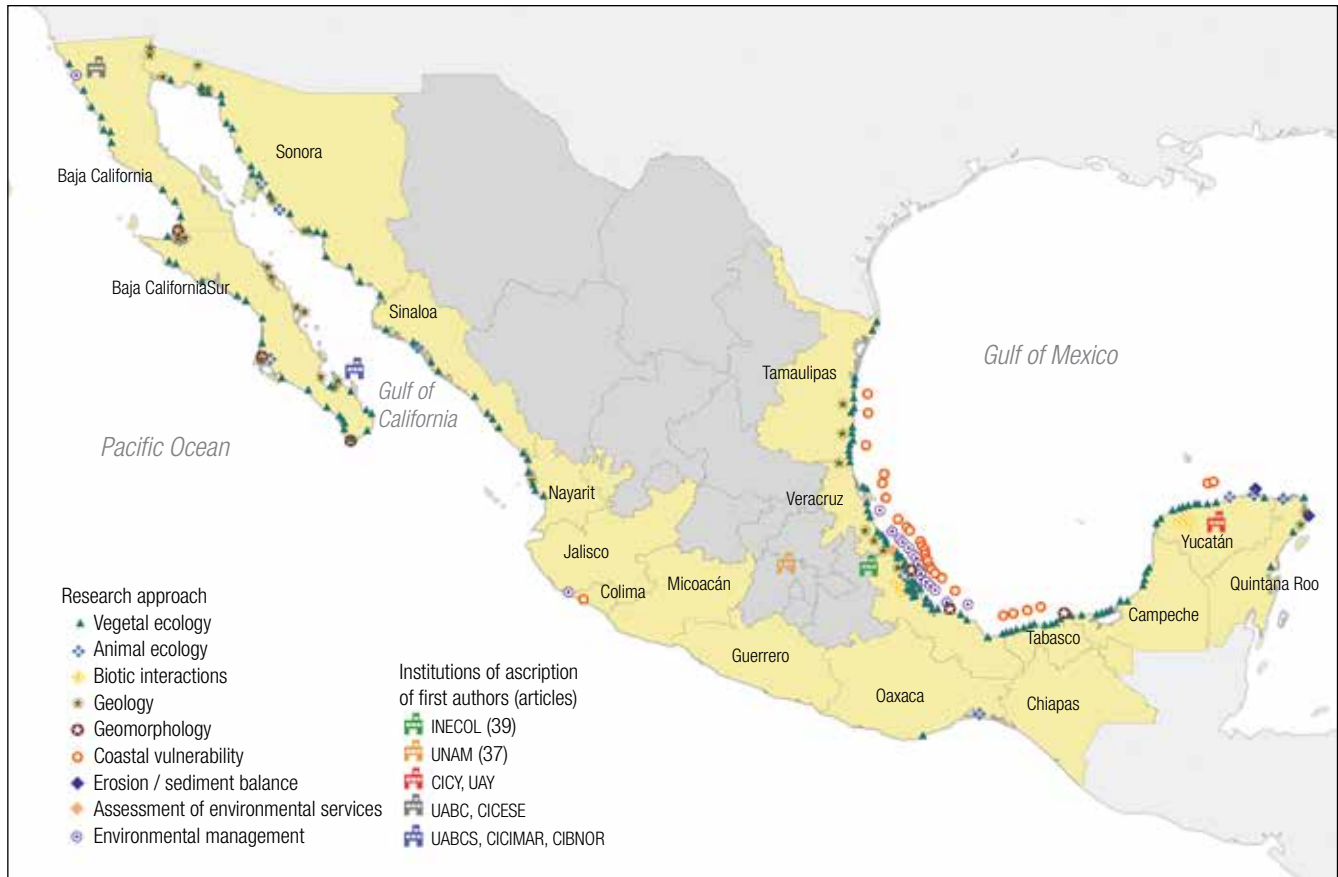 Sonora
Baja California
Baja CaliforniaSur
Sinaloa
Gulf of Mexico
Tamaulipas
Gulf of
California
Pacific Ocean
Nayarit
Veracruz
Yucatán
Jalisco
Quintana Roo
Colima
Micoacán
Campeche
Tabasco
Guerrero
Oaxaca
Chiapas
Research approach
Vegetal ecology
Animal ecology
Biotic interactions
Geology
Geomorphology
Coastal vulnerability
Erosion / sediment balance
Assessment of environmental services
Environmental management
Institutions of ascription
of first authors (articles)
INECOL (39)
UNAM (37)
CICY, UAY
UABC, CICESE
UABCS, CICIMAR, CIBNOR